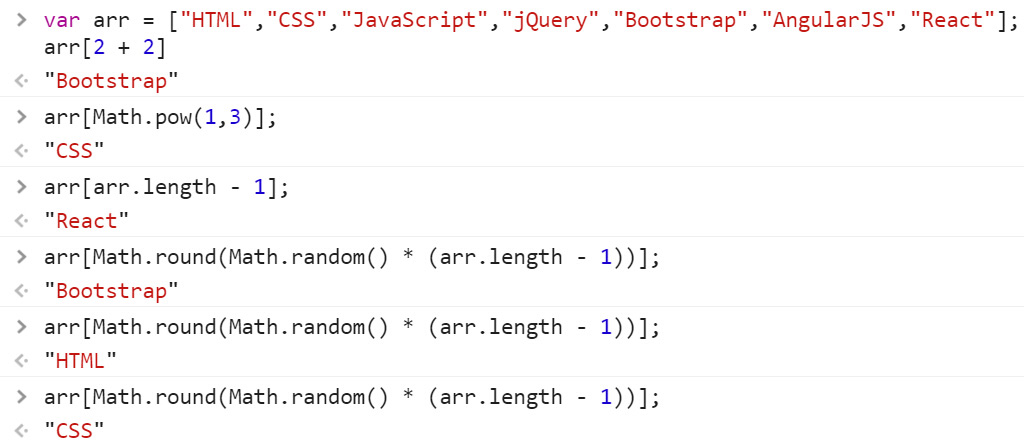 > var arr = ["HTML","CSS","JavaScript","jQuery","Bootstrap","AngularJS","React"];
arr[2 + 2]
"Bootstrap"
> arr[Math.pow(1,3)];
"CSS"
> arr[arr.length - 1];
"React"
> arr[Math.round(Math.random() * (arr.length - 1))];
"Bootstrap"
> arr[Math.round(Math.random() * (arr.length - 1))];
"HTML"
> arr[Math.round(Math.random() * (arr.length - 1))];
"CSS"